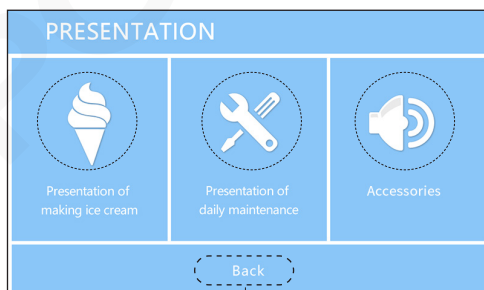 PRESENTATION
Presentation of
making ice cream
Presentation of
daily maintenance
Accessories
Back